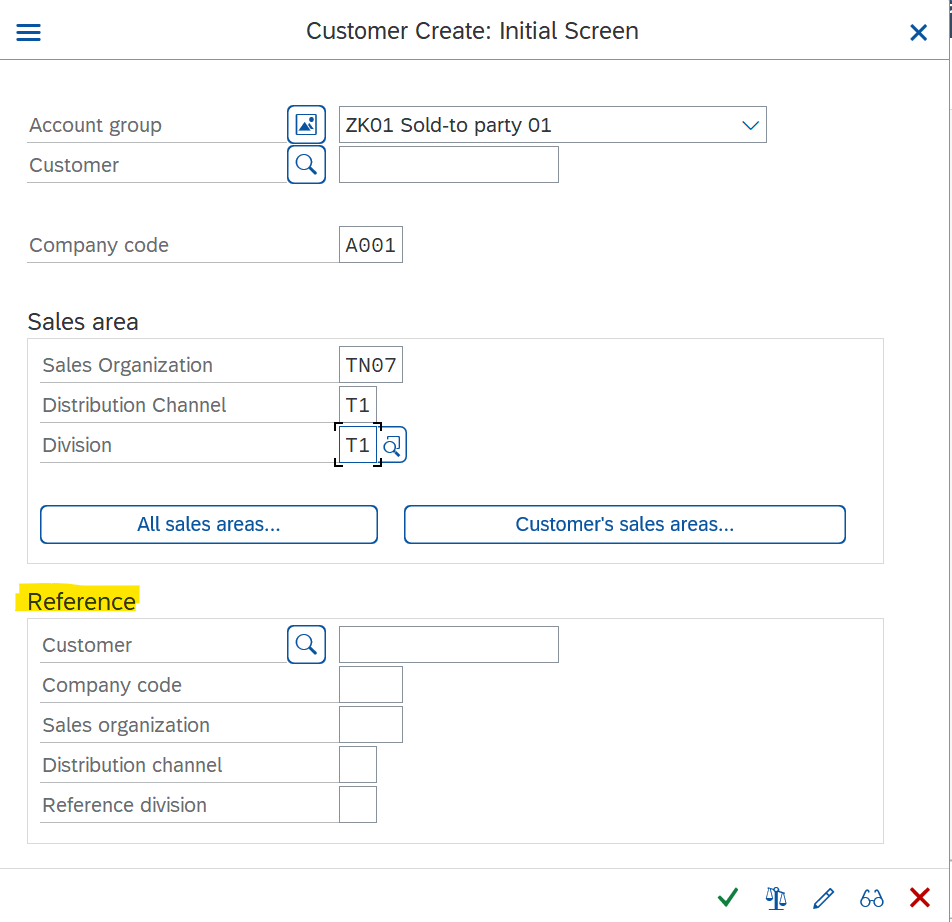 Customer Create: Initial Screen
Account group ZK01 Sold-to party 01
Customer
Company code A001
Sales area
Sales Organization TN07
Distribution Channel T1
Division T1
All sales areas... Customer's sales areas...
Reference
Customer
Company code
Sales organization
Distribution channel
Reference division